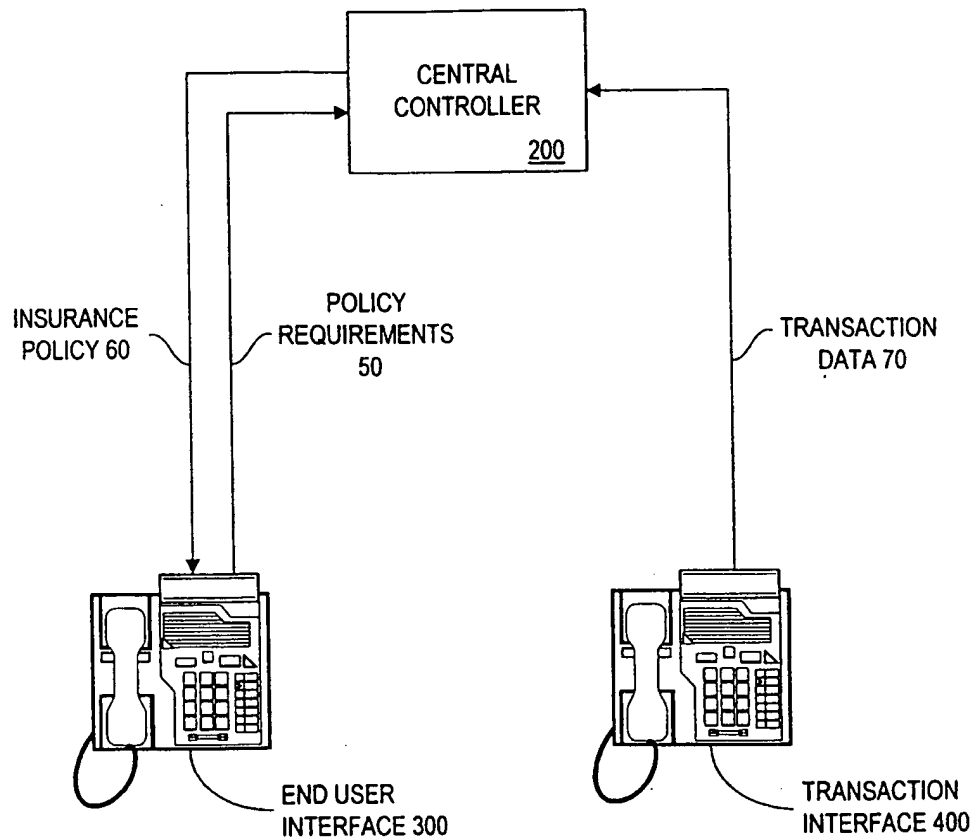 CENTRAL
CONTROLLER
200
INSURANCE
POLICY 60
POLICY
REQUIREMENTS
50
TRANSACTION
DATA 70
END USER
INTERFACE 300
TRANSACTION
INTERFACE 400